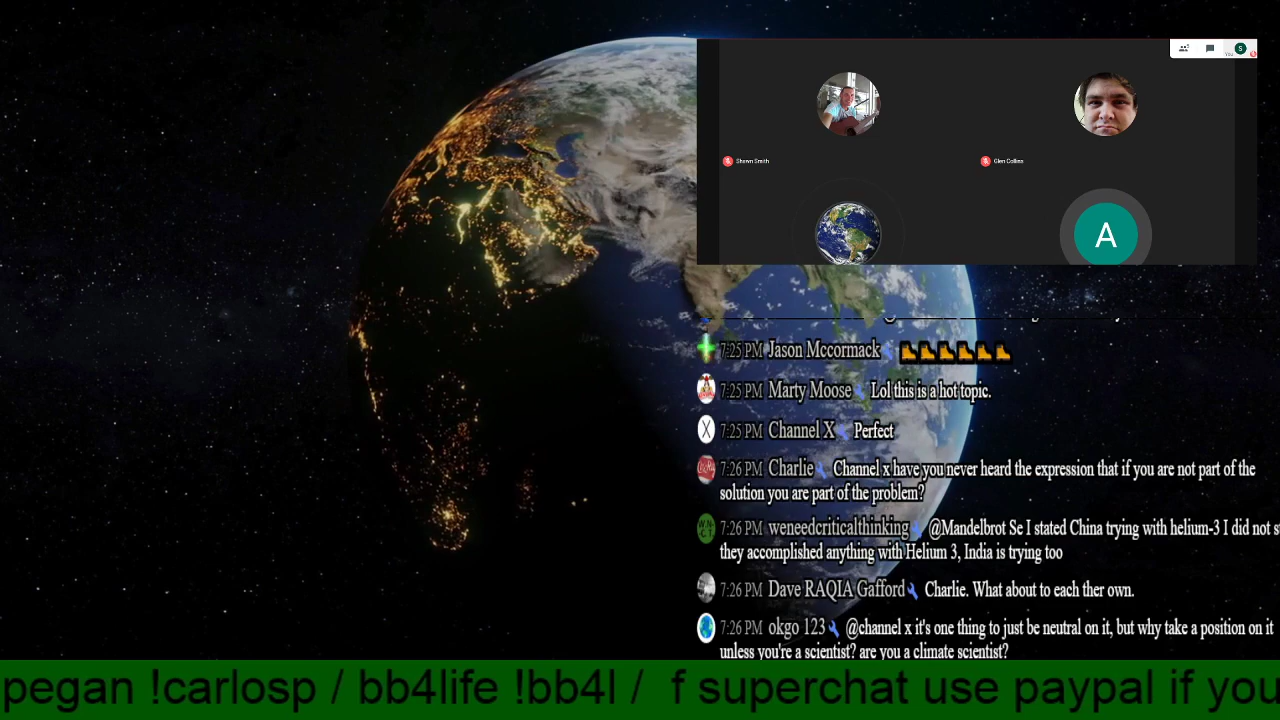 You
S
Shawn Smith
Glen Collins
A
7:25 PM Jason Mccormack
7:25 PM Marty Moose Lol this is a hot topic.
X 7:25 PM Channel X Perfect
7:26 PM Charlie Channel x have you never heard the expression that if you are not part of the
solution you are part of the problem?
W.N.
C.T. 7:26 PM weneedcriticalthinking @Mandelbrot Se I stated China trying with helium-3 I did not s
they accomplished anything with Helium 3, India is trying too
7:26 PM Dave RAQIA Gafford Charlie. What about to each ther own.
7:26 PM okgo 123 @channel x it's one thing to just be neutral on it, but why take a position on it
unless you're a scientist? are you a climate scientist?
pegan !carlosp / bb4life !bb4l / f superchat use paypal if you